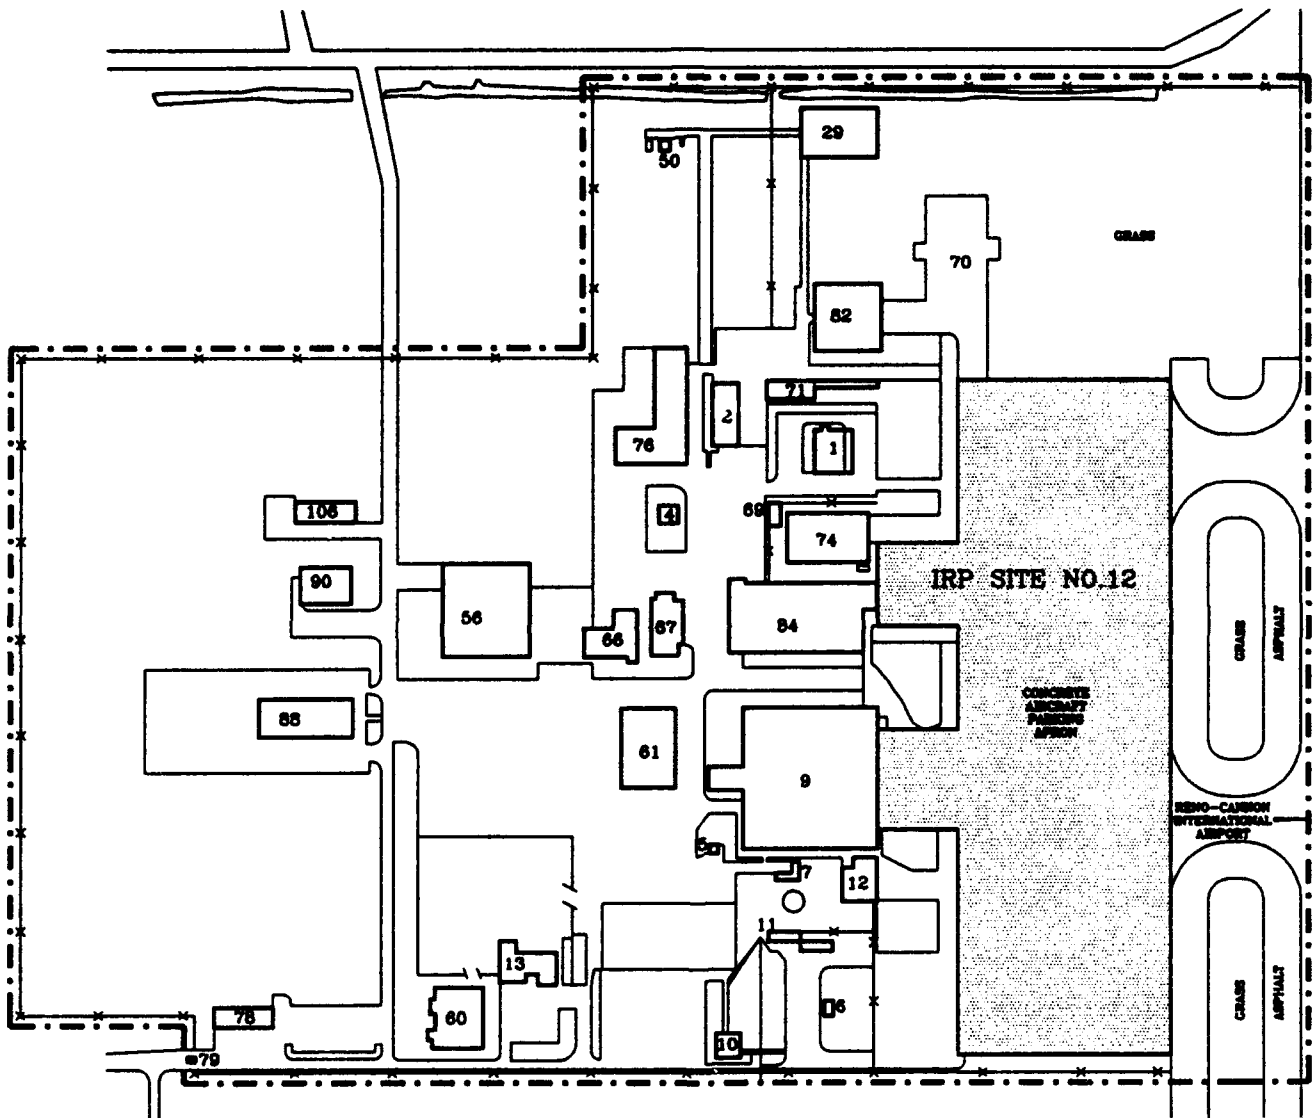 29
50
GRASS
70
82
71
2
1
76
106
4
69
74
90
IRP SITE NO.12
56
66
67
84
GRASS
ASPHALT
88
CONCRETE
AIRCRAFT
PARKING
APRON
61
9
RENO-CANNON
INTERNATIONAL
AIRPORT
5
7
12
11
13
GRASS
ASPHALT
78
60
6
10
79